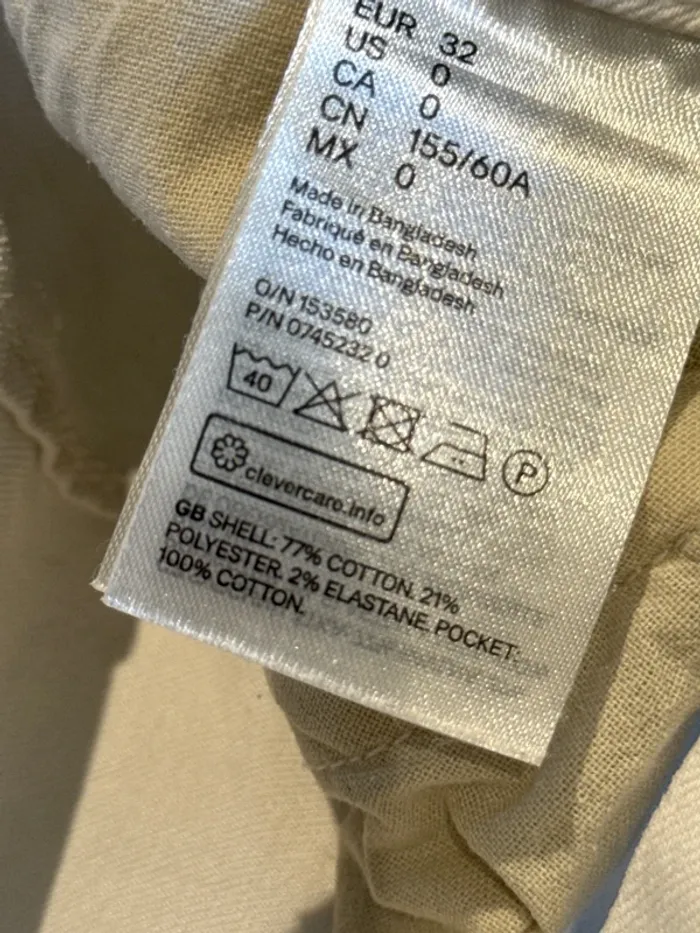 EUR 32
US 0
CA 0
CN 155/60A
MX 0
Made in Bangladesh
Fabriqué en Bangladesh
Hecho en Bangladesh
O/N 153580
P/N 0745232 0
40
P
clevercare.info
GB SHELL: 77% COTTON. 21%
POLYESTER. 2% ELASTANE. POCKET:
100% COTTON.